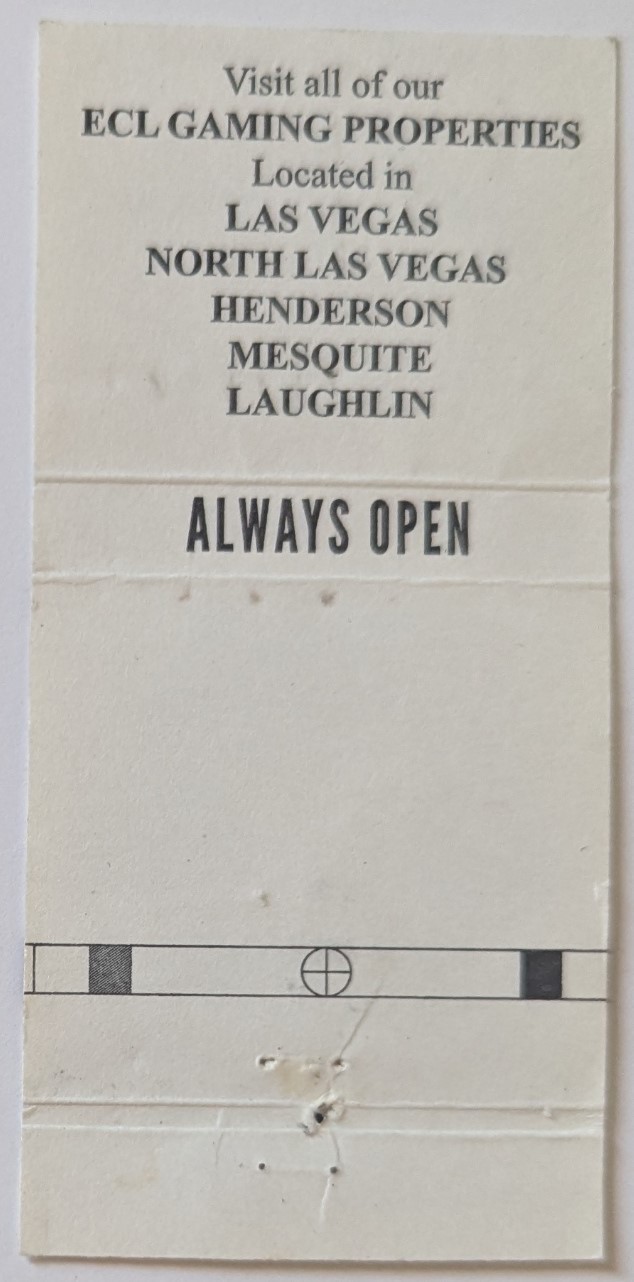 Visit all of our
ECL GAMING PROPERTIES
Located in
LAS VEGAS
NORTH LAS VEGAS
HENDERSON
MESQUITE
LAUGHLIN
ALWAYS OPEN